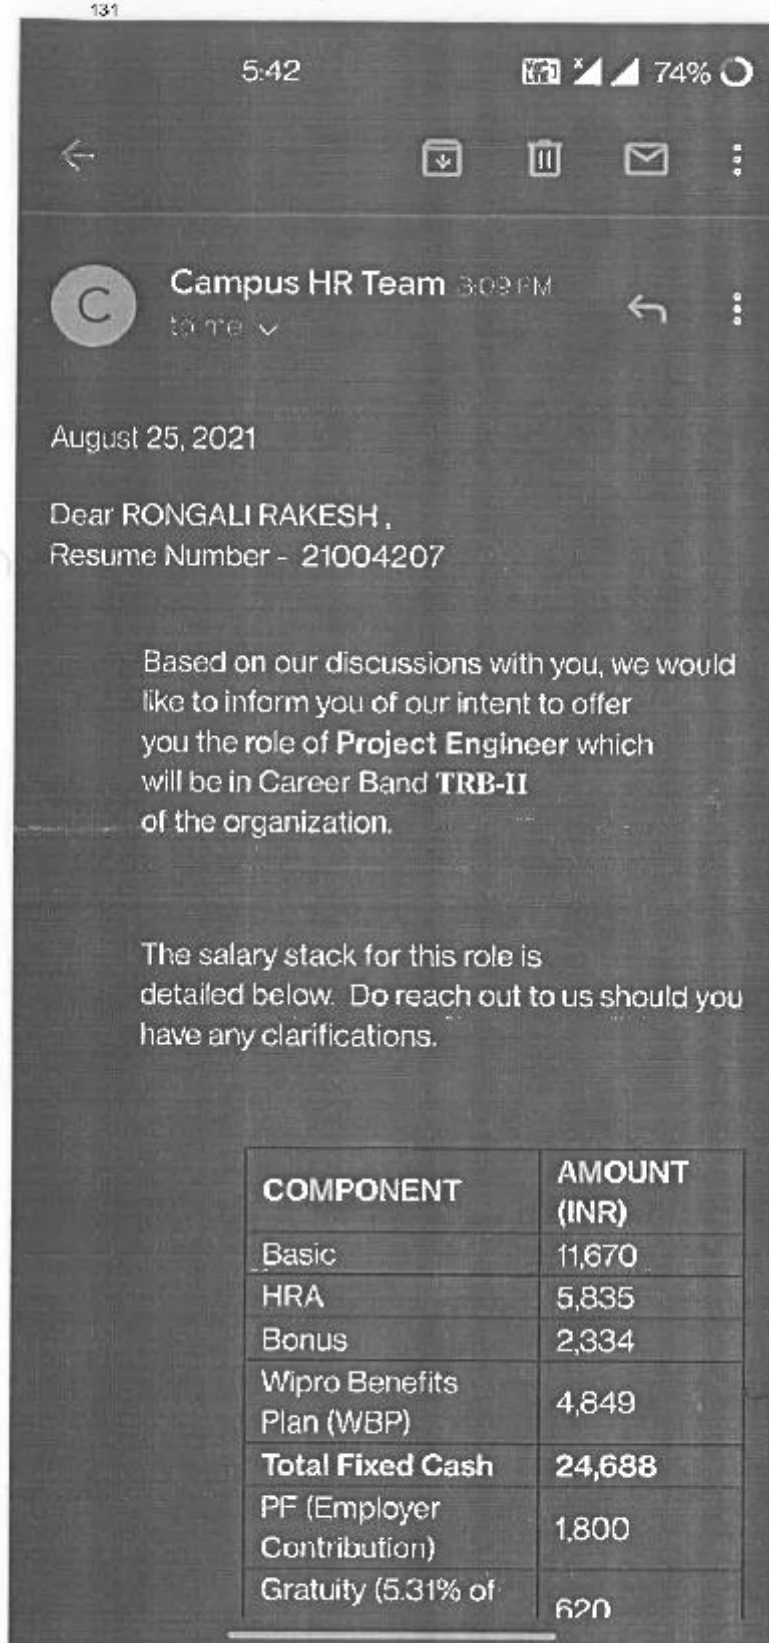 131
5:42 74%
Campus HR Team 3:09 PM
to me
August 25, 2021
Dear RONGALI RAKESH ,
Resume Number - 21004207
Based on our discussions with you, we would
like to inform you of our intent to offer
you the role of Project Engineer which
will be in Career Band TRB-II
of the organization.
The salary stack for this role is
detailed below. Do reach out to us should you
have any clarifications.
COMPONENT AMOUNT
(INR)
Basic 11,670
HRA 5,835
Bonus 2,334
Wipro Benefits
Plan (WBP) 4,849
Total Fixed Cash 24,688
PF (Employer
Contribution) 1,800
Gratuity (5.31% of 620